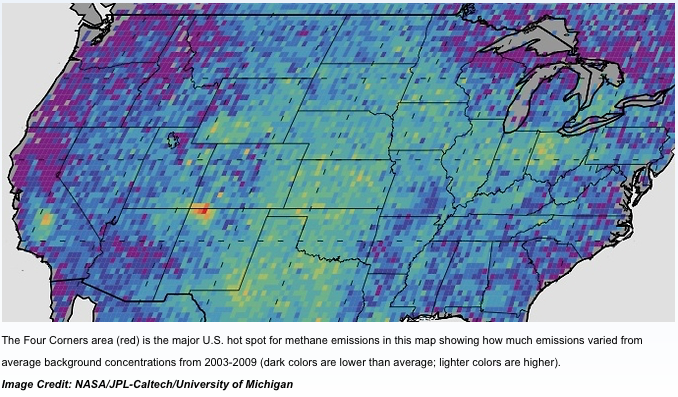 The Four Corners area (red) is the major U.S. hot spot for methane emissions in this map showing how much emissions varied from
average background concentrations from 2003-2009 (dark colors are lower than average; lighter colors are higher).
Image Credit: NASA/JPL-Caltech/University of Michigan